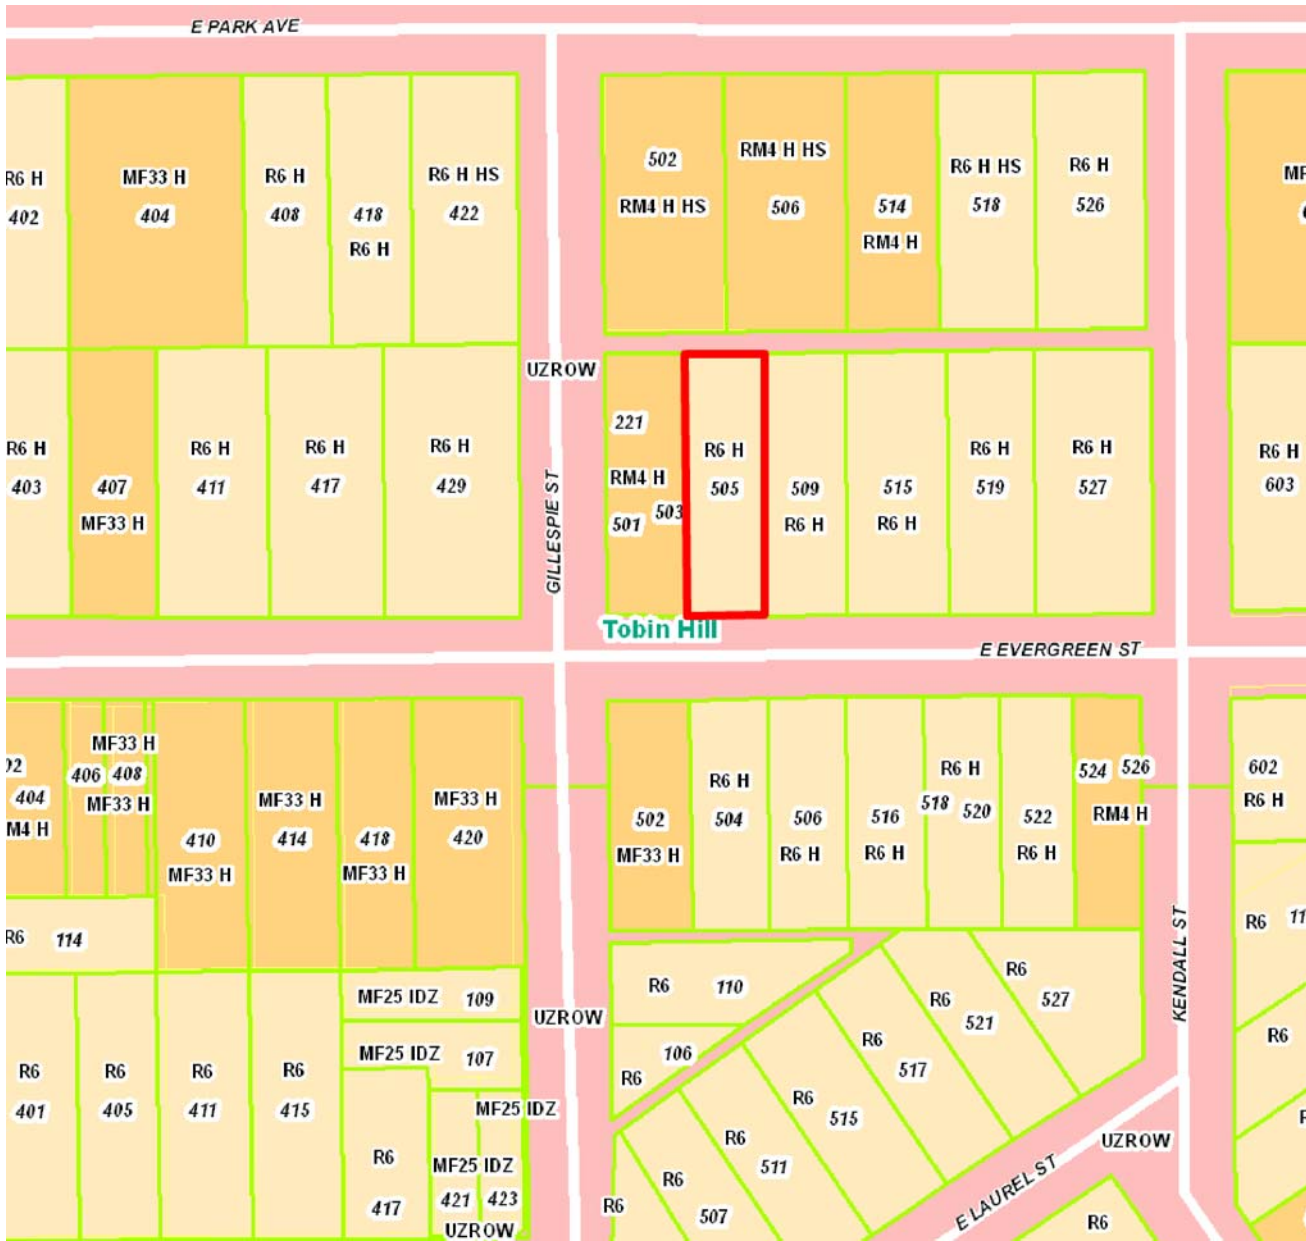 E PARK AVE
R6 H
402
MF33 H
404
R6 H
408
418
R6 H
R6 H HS
422
502
RM4 H HS
RM4 H HS
506
514
RM4 H
R6 H HS
518
R6 H
526
UZROW
R6 H
403
407
MF33 H
R6 H
411
R6 H
417
R6 H
429
GILLESPIE ST
221
RM4 H
501
503
R6 H
505
509
R6 H
515
R6 H
R6 H
519
R6 H
527
R6 H
603
Tobin Hill
E EVERGREEN ST
404
M4 H
406
MF33 H
408
MF33 H
410
MF33 H
MF33 H
414
418
MF33 H
MF33 H
420
502
MF33 H
R6 H
504
506
R6 H
516
R6 H
R6 H
518
520
522
R6 H
524
526
RM4 H
602
R6 H
R6
114
MF25 IDZ
109
MF25 IDZ
107
UZROW
R6
110
R6
106
R6
527
R6
521
R6
517
R6
515
R6
511
R6
507
R6
KENDALL ST
R6
11
R6
R6
401
R6
405
R6
411
R6
415
R6
417
MF25 IDZ
MF25 IDZ
421
423
UZROW
E LAUREL ST
UZROW
R6